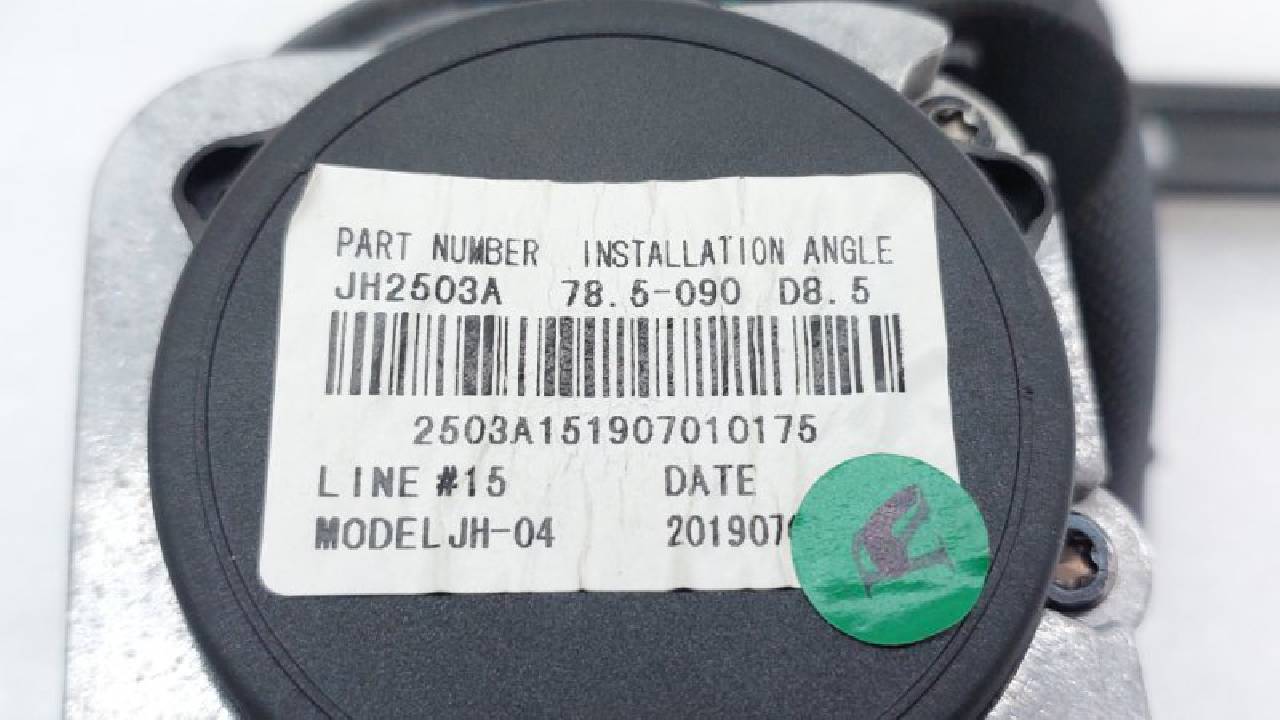 PART NUMBER INSTALLATION ANGLE
JH2503A 78.5-090 D8.5
2503A151907010175
LINE #15 DATE
MODEL JH-04